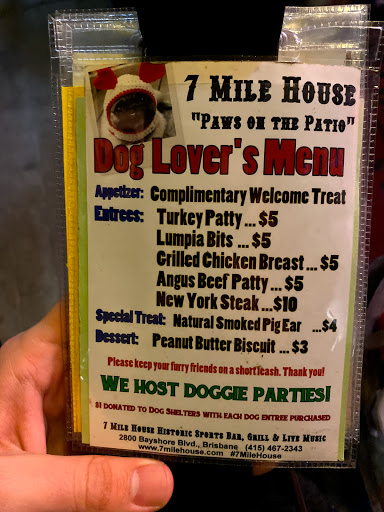 7 Mile House
"Paws on the Patio"
Dog Lover's Menu
Appetizer: Complimentary Welcome Treat
Entrees: Turkey Patty ... $5
Lumpia Bits ... $5
Grilled Chicken Breast ... $5
Angus Beef Patty ... $5
New York Steak ...$10
Special Treat: Natural Smoked Pig Ear ...$4
Dessert: Peanut Butter Biscuit ... $3
Please keep your furry friends on a short leash. Thank you!
We host doggie parties!
$1 donated to dog shelters with each dog entree purchased
7 Mile House Historic Sports Bar, Grill & Live Music
2800 Bayshore Blvd., Brisbane (415) 467-2343
www.7milehouse.com #7MileHouse